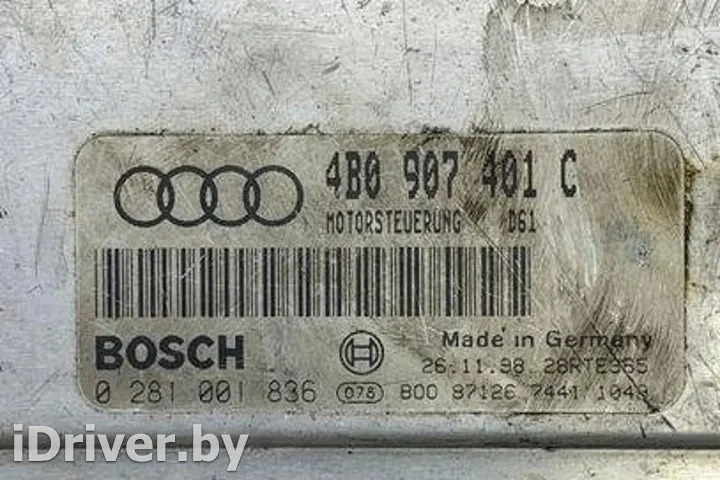 4B0 907 401 C
MOTORSTEUERUNG D61
BOSCH
Made in Germany
26.11.98 28RTE365
0 281 001 836 078 800 87126 7441 1043
iDriver.by